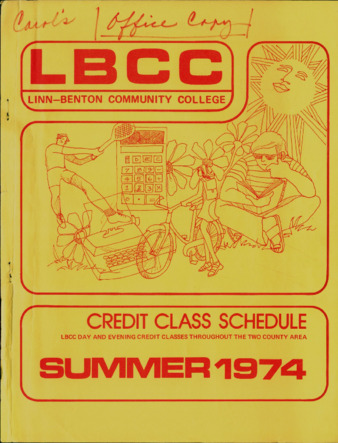 Carol's Office Copy
LBCC
LINN–BENTON COMMUNITY COLLEGE
CREDIT CLASS SCHEDULE
LBCC DAY AND EVENING CREDIT CLASSES THROUGHOUT THE TWO COUNTY AREA
SUMMER 1974